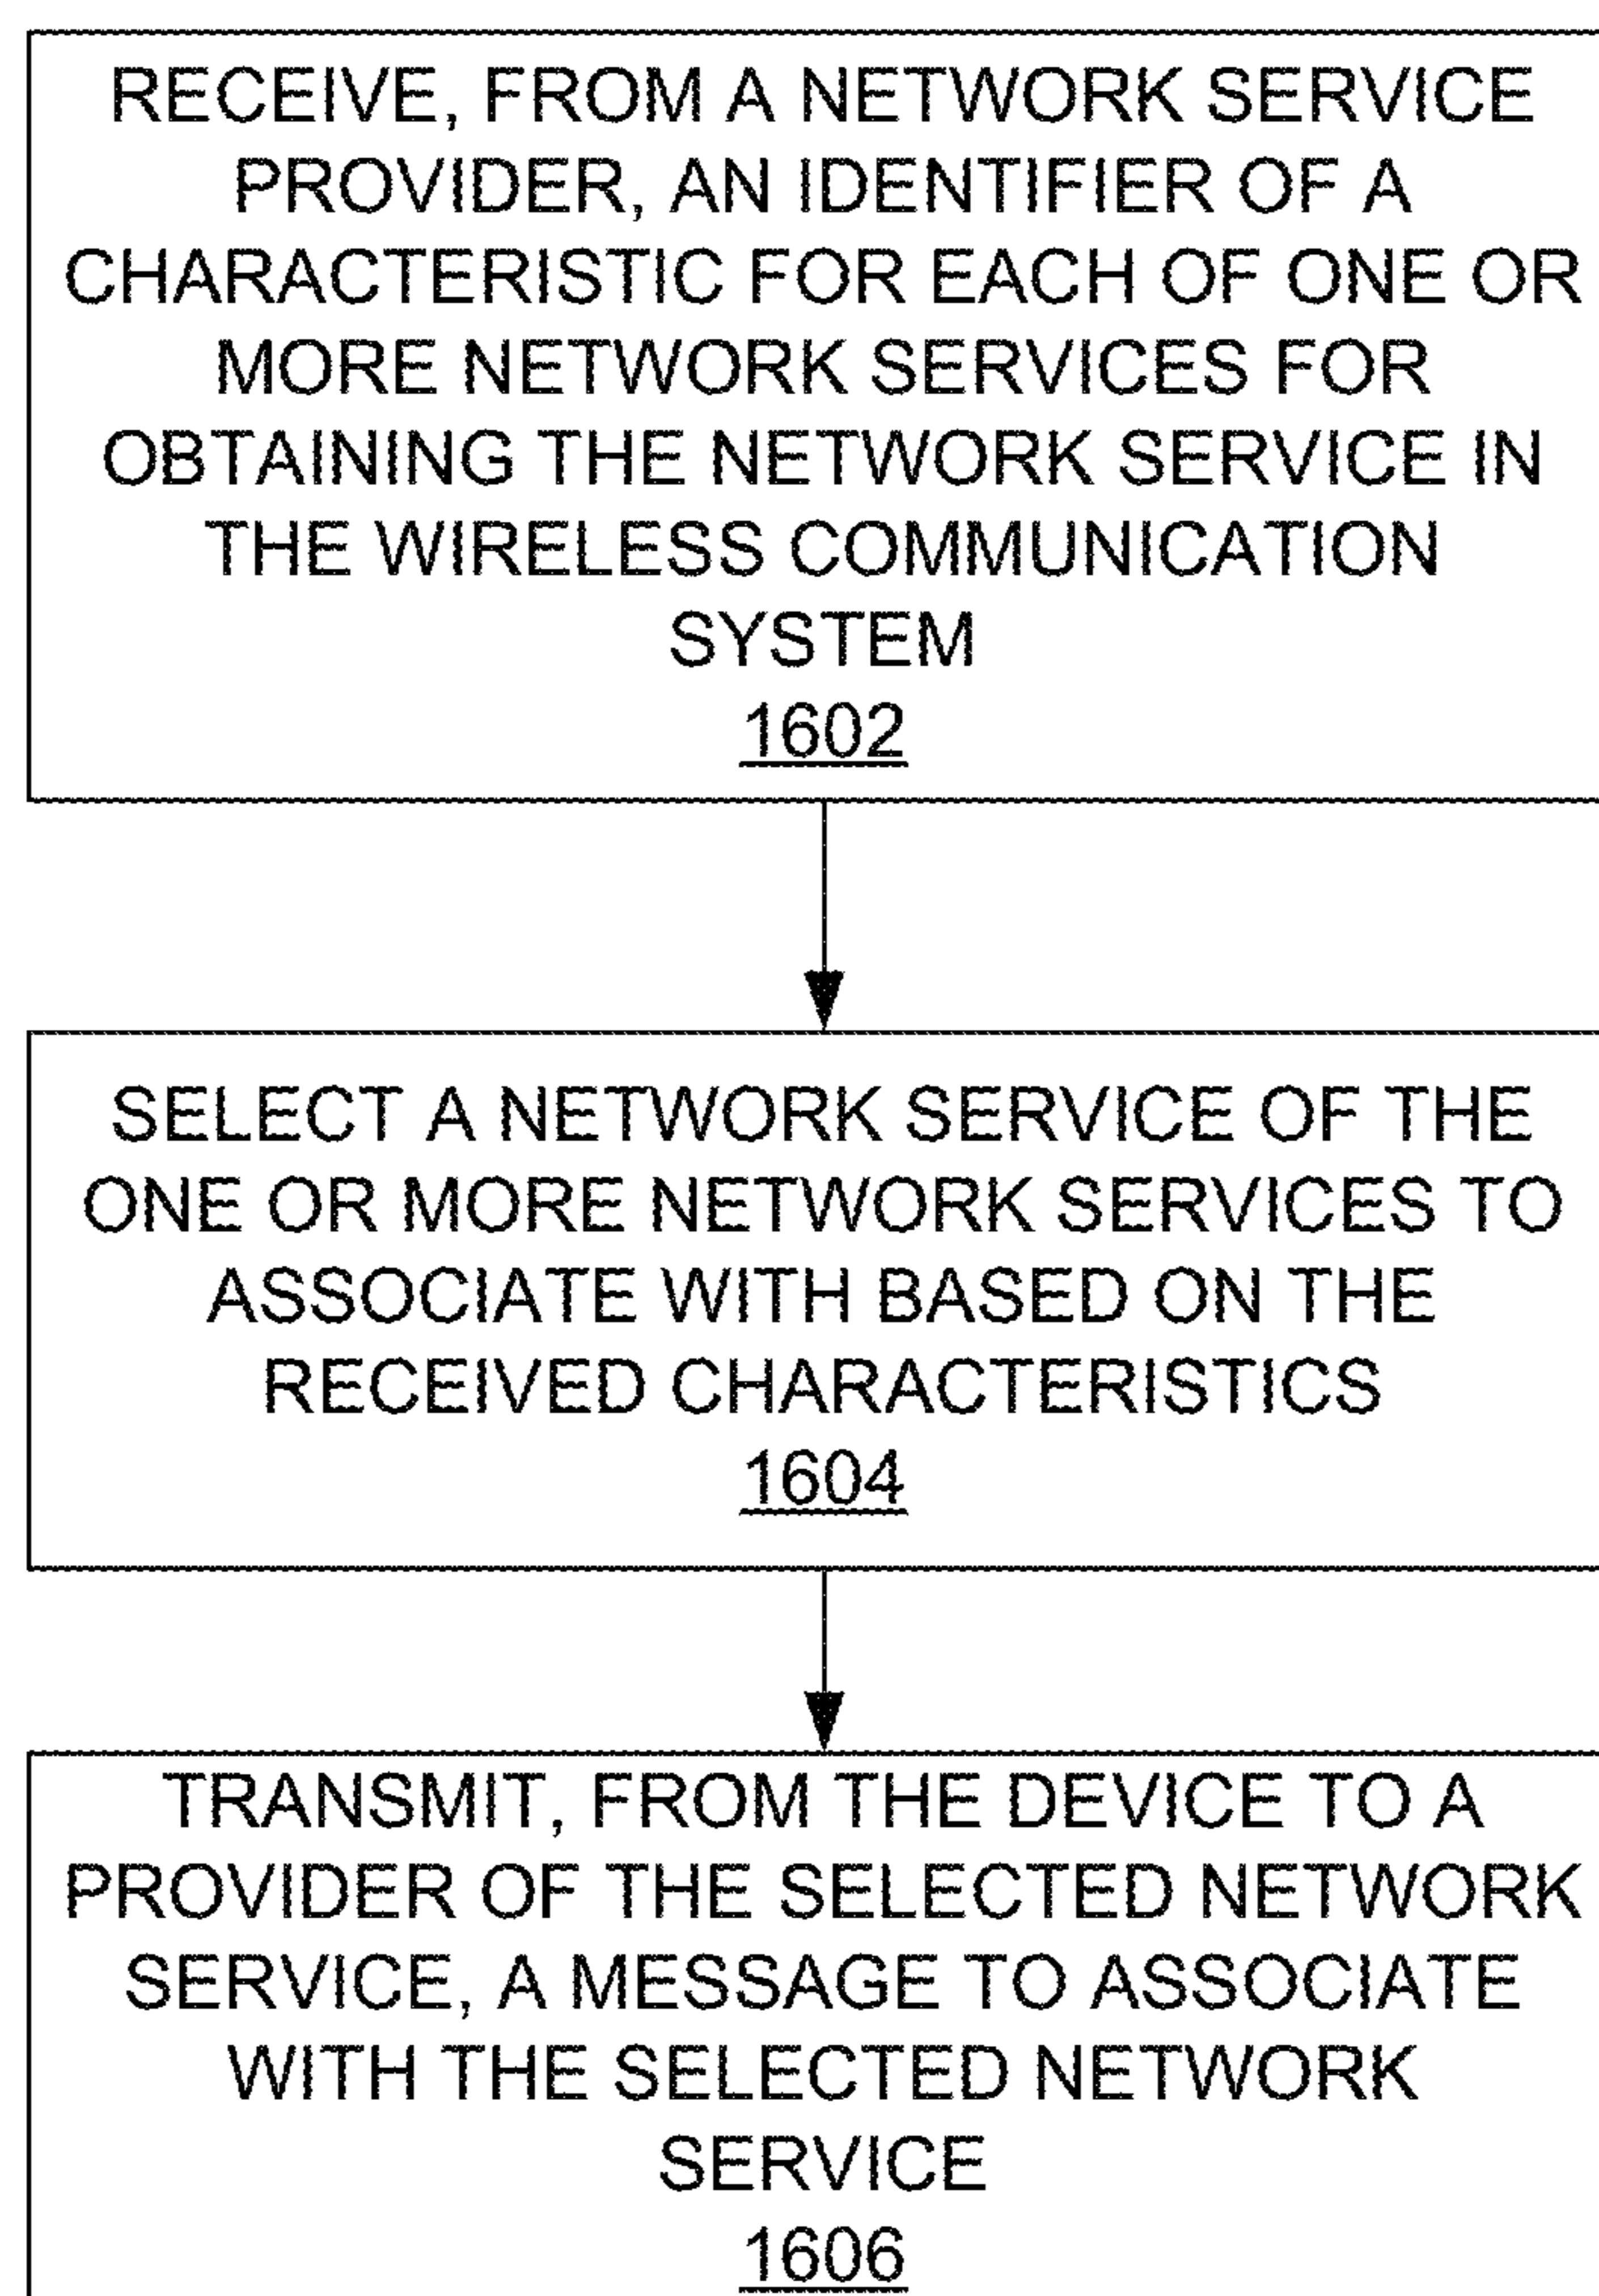 RECEIVE, FROM A NETWORK SERVICE
PROVIDER, AN IDENTIFIER OF A
CHARACTERISTIC FOR EACH OF ONE OR
MORE NETWORK SERVICES FOR
OBTAINING THE NETWORK SERVICE IN
THE WIRELESS COMMUNICATION
SYSTEM
1602
SELECT A NETWORK SERVICE OF THE
ONE OR MORE NETWORK SERVICES TO
ASSOCIATE WITH BASED ON THE
RECEIVED CHARACTERISTICS
1604
TRANSMIT, FROM THE DEVICE TO A
PROVIDER OF THE SELECTED NETWORK
SERVICE, A MESSAGE TO ASSOCIATE
WITH THE SELECTED NETWORK
SERVICE
1606